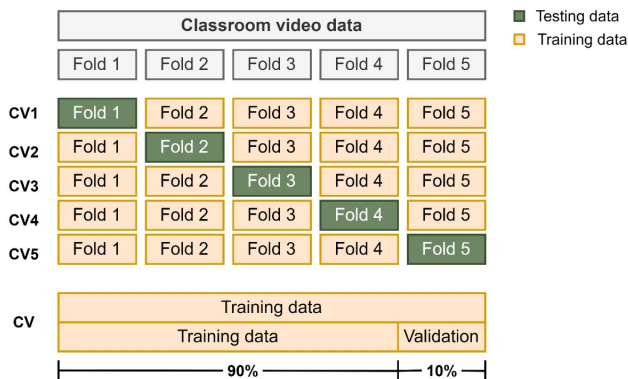 Classroom video data
Testing data
Training data
Fold 1 Fold 2 Fold 3 Fold 4 Fold 5
CV1 Fold 1 Fold 2 Fold 3 Fold 4 Fold 5
CV2 Fold 1 Fold 2 Fold 3 Fold 4 Fold 5
CV3 Fold 1 Fold 2 Fold 3 Fold 4 Fold 5
CV4 Fold 1 Fold 2 Fold 3 Fold 4 Fold 5
CV5 Fold 1 Fold 2 Fold 3 Fold 4 Fold 5
CV
Training data
Training data Validation
90% 10%